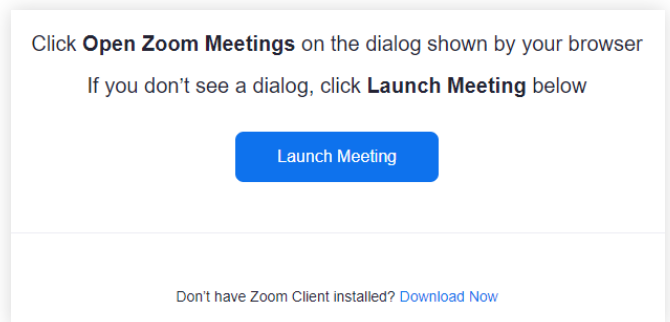 Click Open Zoom Meetings on the dialog shown by your browser
If you don’t see a dialog, click Launch Meeting below
Launch Meeting
Don’t have Zoom Client installed? Download Now